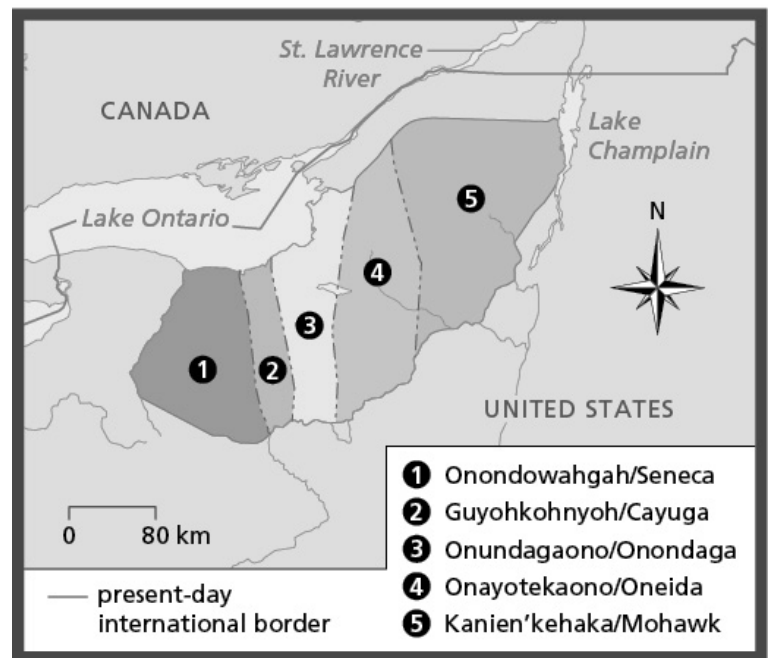 St. Lawrence
River
CANADA
Lake
Champlain
5
N
Lake Ontario
4
3
1
2
UNITED STATES
0 80 km
1 Onondowahgah/Seneca
2 Guyohkohnyoh/Cayuga
3 Onundagaono/Onondaga
4 Onayotekaono/Oneida
5 Kanien'kehaka/Mohawk
present-day
international border